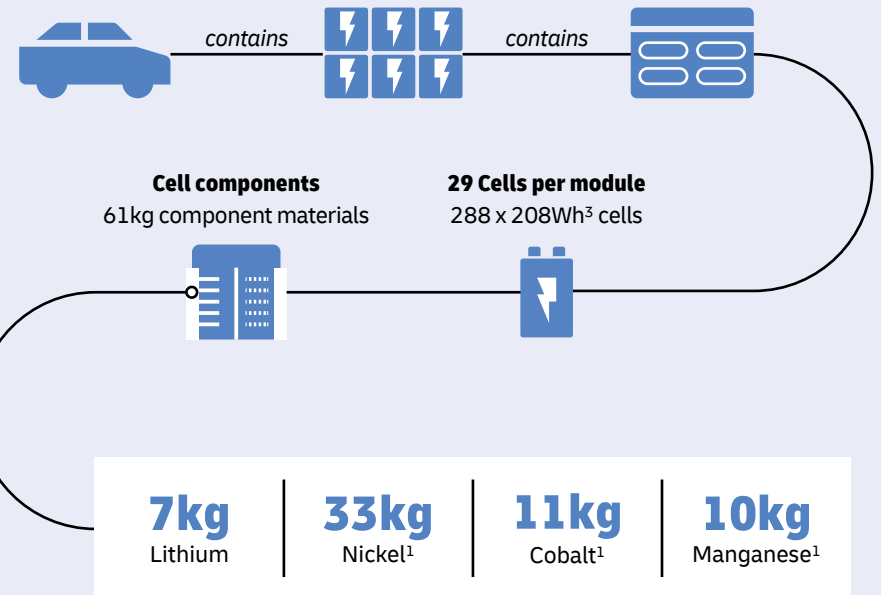 contains
contains
Cell components
61kg component materials
29 Cells per module
288 x 208Wh³ cells
7kg
Lithium
33kg
Nickel¹
11kg
Cobalt¹
10kg
Manganese¹